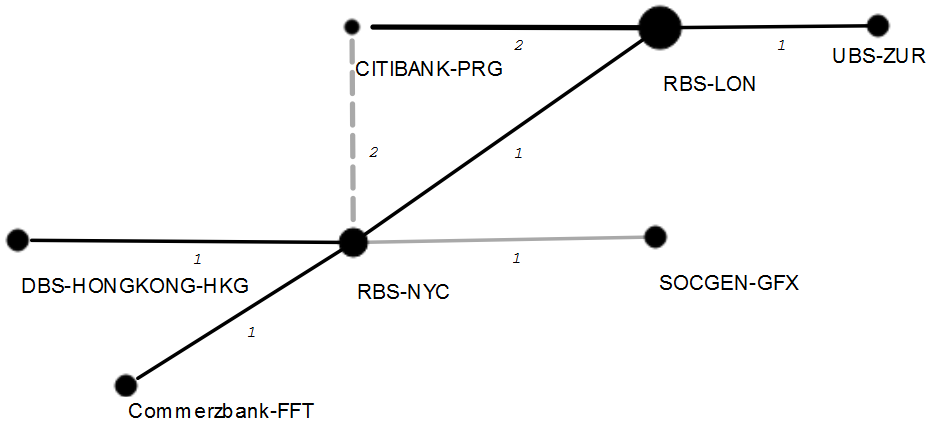 2
1
UBS-ZUR
CITIBANK-PRG
RBS-LON
2
1
1
1
DBS-HONGKONG-HKG
RBS-NYC
SOCGEN-GFX
1
Commerzbank-FFT